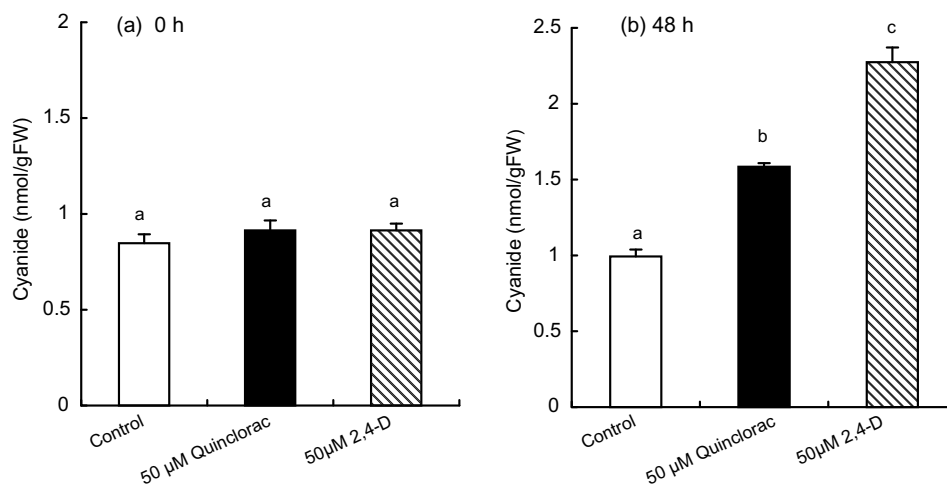 (a) 0 h
2
1.5
1
0.5
0
Cyanide (nmol/gFW)
a
a
a
Control
50 µM Quinclorac
50µM 2,4-D
(b) 48 h
2.5
2
1.5
1
0.5
0
Cyanide (nmol/gFW)
a
b
c
Control
50 µM Quinclorac
50µM 2,4-D